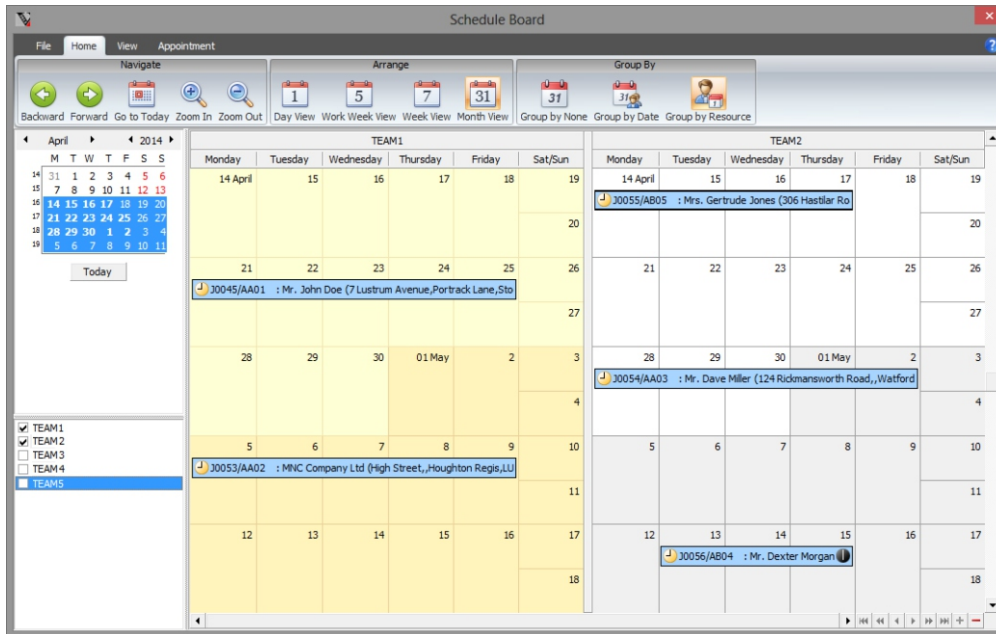 Schedule Board
File Home View Appointment
Navigate Arrange Group By
1 5 7 31 31 31
Backward Forward Go to Today Zoom In Zoom Out Day View Work Week View Week View Month View Group by None Group by Date Group by Resource
April 2014
M T W T F S S
14 31 1 2 3 4 5 6
15 7 8 9 10 11 12 13
16 14 15 16 17 18 19 20
17 21 22 23 24 25 26 27
18 28 29 30 1 2 3 4
19 5 6 7 8 9 10 11
Today
TEAM1
TEAM2
TEAM3
TEAM4
TEAM5
TEAM1
Monday Tuesday Wednesday Thursday Friday Sat/Sun
14 April 15 16 17 18 19
20
21 22 23 24 25 26
J0045/AA01 : Mr. John Doe (7 Lustrum Avenue,Portrack Lane,Sto
27
28 29 30 01 May 2 3
4
5 6 7 8 9 10
J0053/AA02 : MNC Company Ltd (High Street,,Houghton Regis,LU
11
12 13 14 15 16 17
18
TEAM2
Monday Tuesday Wednesday Thursday Friday Sat/Sun
14 April 15 16 17 18 19
J0055/AB05 : Mrs. Gertrude Jones (306 Hastilar Ro
20
21 22 23 24 25 26
27
28 29 30 01 May 2 3
J0054/AA03 : Mr. Dave Miller (124 Rickmansworth Road,,Watford
4
5 6 7 8 9 10
11
12 13 14 15 16 17
J0056/AB04 : Mr. Dexter Morgan
18